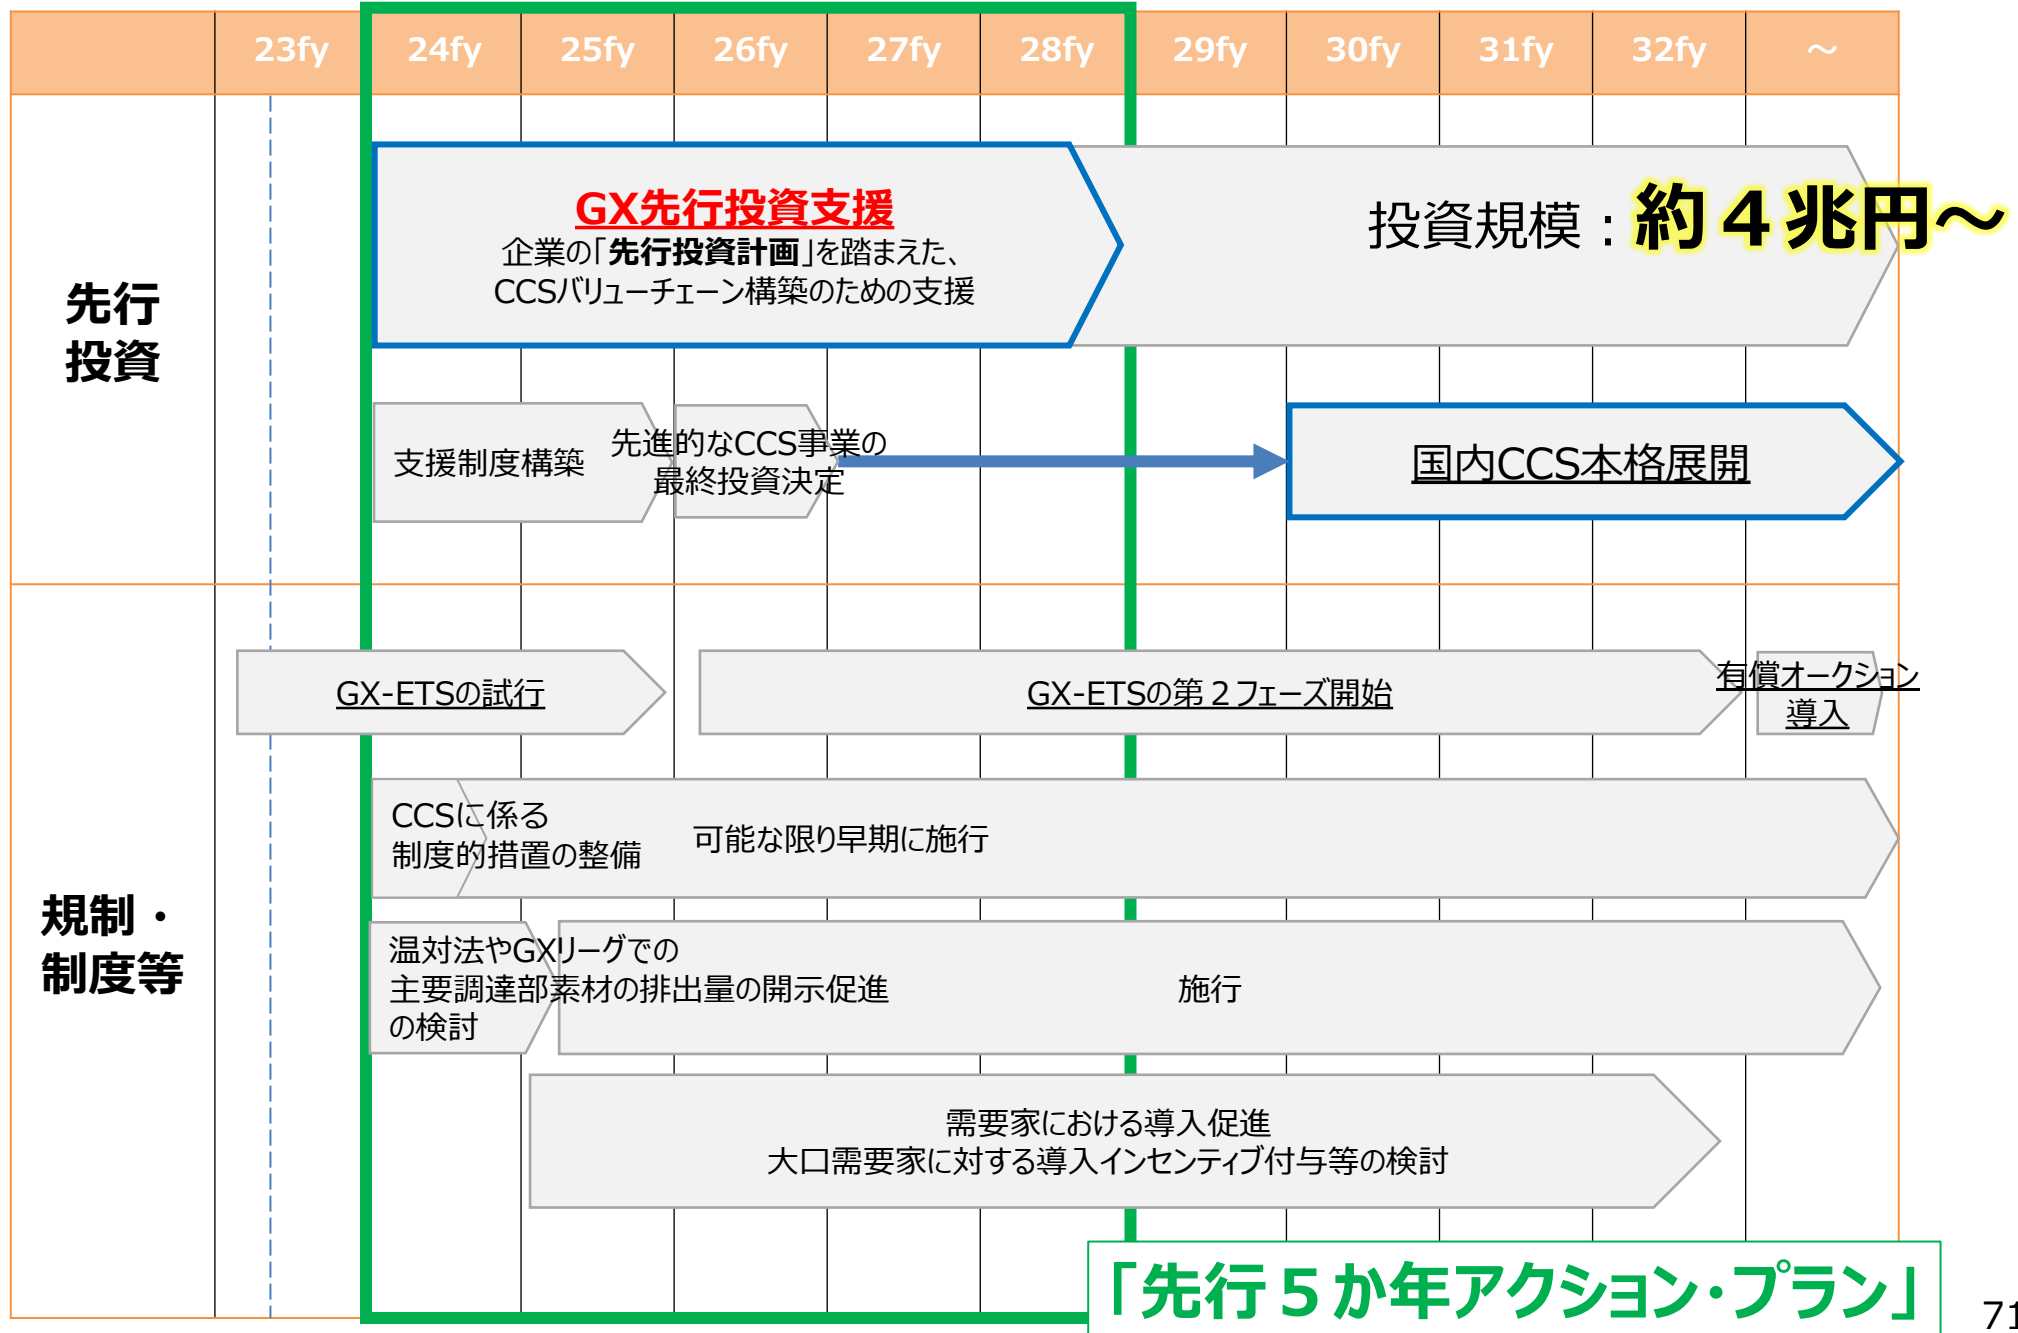 23fy 24fy 25fy 26fy 27fy 28fy 29fy 30fy 31fy 32fy ～
先行
投資
GX先行投資支援
企業の「先行投資計画」を踏まえた、
CCSバリューチェーン構築のための支援
投資規模：約４兆円～
支援制度構築
先進的なCCS事業の
最終投資決定
国内CCS本格展開
規制・
制度等
GX-ETSの試行
GX-ETSの第２フェーズ開始
有償オークション
導入
CCSに係る
制度的措置の整備
可能な限り早期に施行
温対法やGXリーグでの
主要調達部素材の排出量の開示促進
の検討
施行
需要家における導入促進
大口需要家に対する導入インセンティブ付与等の検討
「先行５か年アクション・プラン」
71